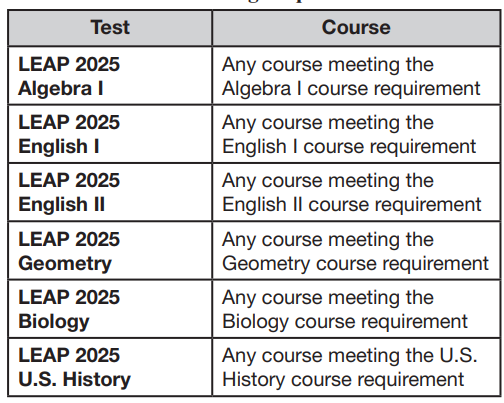 Test Course
LEAP 2025
Algebra I
Any course meeting the
Algebra I course requirement
LEAP 2025
English I
Any course meeting the
English I course requirement
LEAP 2025
English II
Any course meeting the
English II course requirement
LEAP 2025
Geometry
Any course meeting the
Geometry course requirement
LEAP 2025
Biology
Any course meeting the
Biology course requirement
LEAP 2025
U.S. History
Any course meeting the U.S.
History course requirement